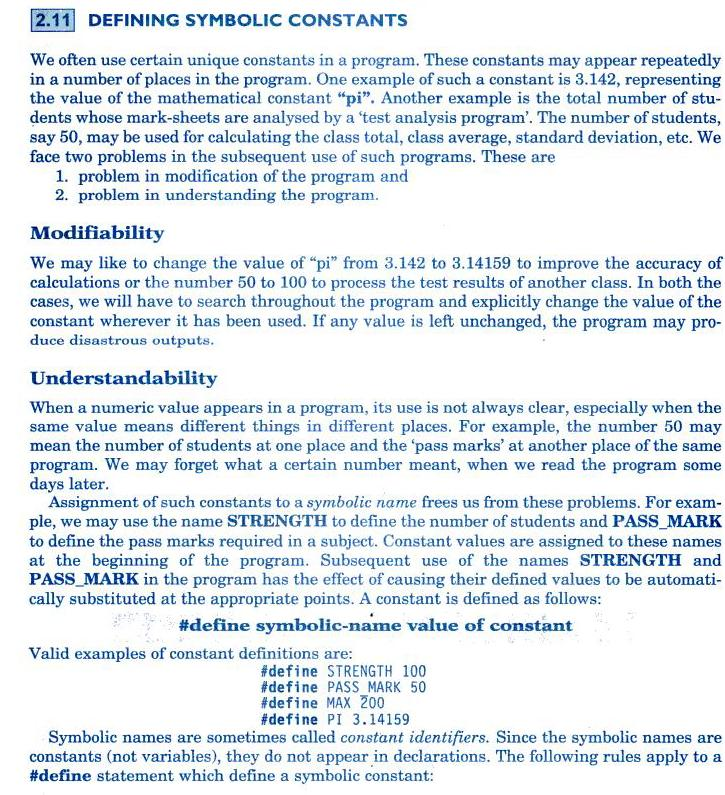 2.11 DEFINING SYMBOLIC CONSTANTS
We often use certain unique constants in a program. These constants may appear repeatedly
in a number of places in the program. One example of such a constant is 3.142, representing
the value of the mathematical constant “pi”. Another example is the total number of stu-
dents whose mark-sheets are analysed by a ‘test analysis program’. The number of students,
say 50, may be used for calculating the class total, class average, standard deviation, etc. We
face two problems in the subsequent use of such programs. These are
1. problem in modification of the program and
2. problem in understanding the program.
Modifiability
We may like to change the value of “pi” from 3.142 to 3.14159 to improve the accuracy of
calculations or the number 50 to 100 to process the test results of another class. In both the
cases, we will have to search throughout the program and explicitly change the value of the
constant wherever it has been used. If any value is left unchanged, the program may pro-
duce disastrous outputs.
Understandability
When a numeric value appears in a program, its use is not always clear, especially when the
same value means different things in different places. For example, the number 50 may
mean the number of students at one place and the ‘pass marks’ at another place of the same
program. We may forget what a certain number meant, when we read the program some
days later.
Assignment of such constants to a symbolic name frees us from these problems. For exam-
ple, we may use the name STRENGTH to define the number of students and PASS_MARK
to define the pass marks required in a subject. Constant values are assigned to these names
at the beginning of the program. Subsequent use of the names STRENGTH and
PASS_MARK in the program has the effect of causing their defined values to be automati-
cally substituted at the appropriate points. A constant is defined as follows:
#define symbolic-name value of constant
Valid examples of constant definitions are:
#define STRENGTH 100
#define PASS_MARK 50
#define MAX 200
#define PI 3.14159
Symbolic names are sometimes called constant identifiers. Since the symbolic names are
constants (not variables), they do not appear in declarations. The following rules apply to a
#define statement which define a symbolic constant: